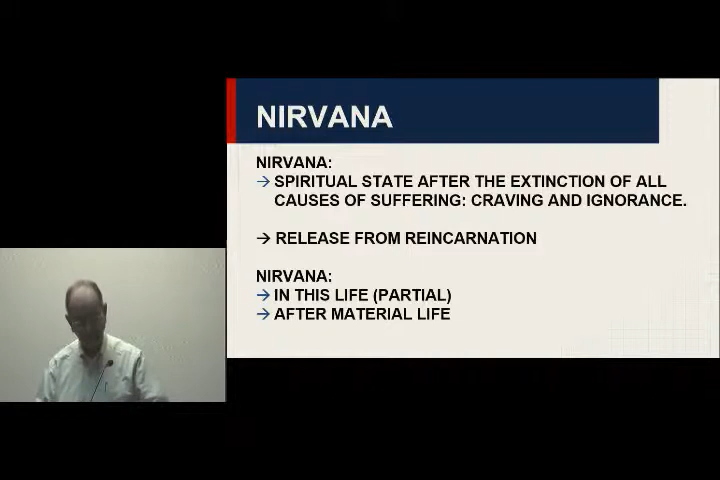 NIRVANA
NIRVANA:
→ SPIRITUAL STATE AFTER THE EXTINCTION OF ALL
CAUSES OF SUFFERING: CRAVING AND IGNORANCE.
→ RELEASE FROM REINCARNATION
NIRVANA:
→ IN THIS LIFE (PARTIAL)
→ AFTER MATERIAL LIFE